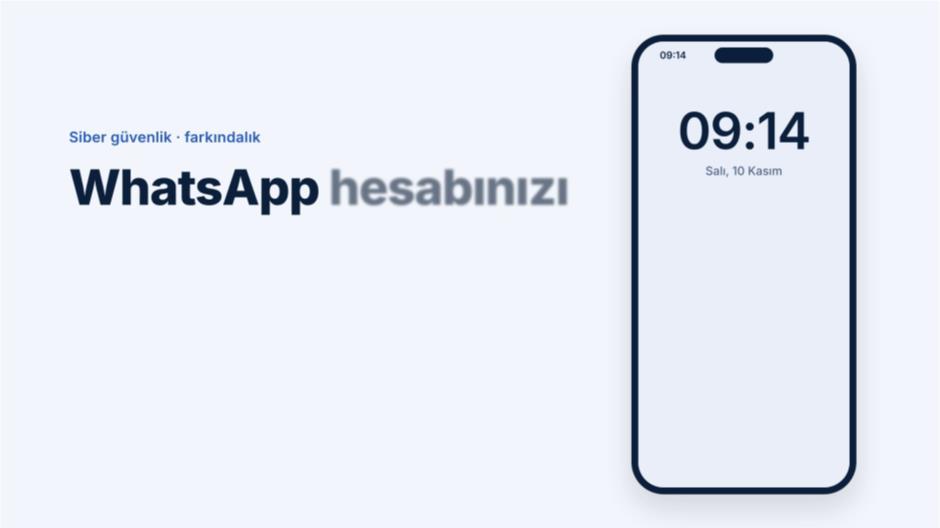 Siber güvenlik · farkındalık
WhatsApp hesabınızı
09:14
09:14
Salı, 10 Kasım